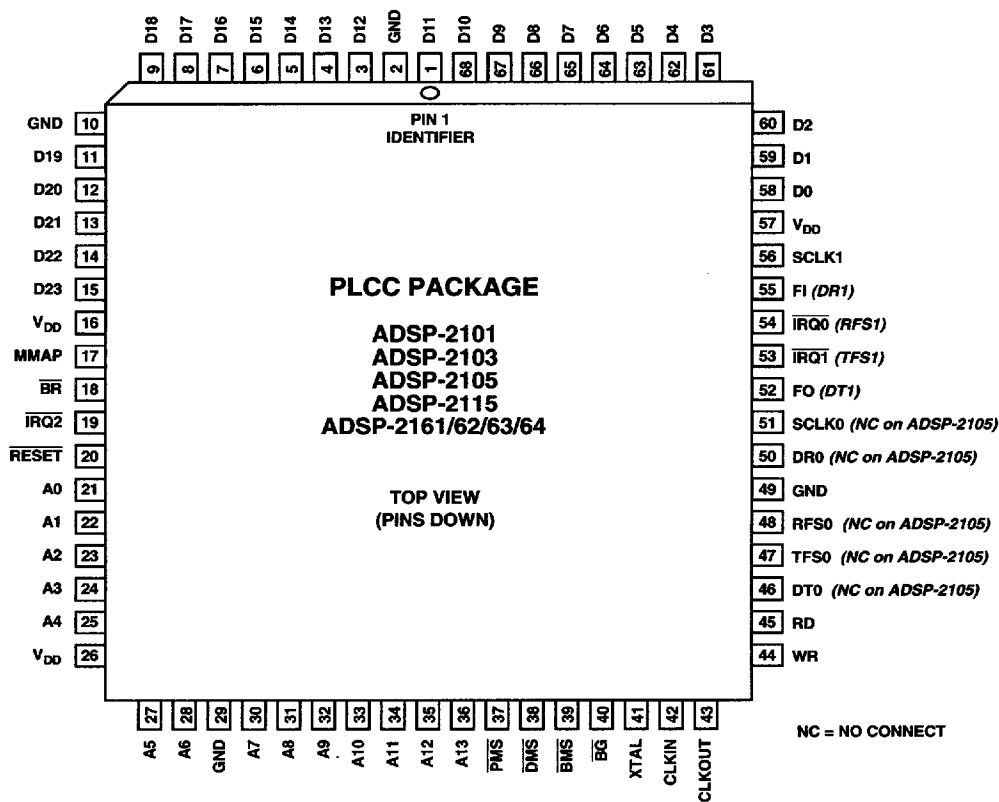 D18 D17 D16 D15 D14 D13 D12 GND D11 D10 D9 D8 D7 D6 D5 D4 D3
9 8 7 6 5 4 3 2 1 68 67 66 65 64 63 62 61
PIN 1
IDENTIFIER
GND 10
D19 11
D20 12
D21 13
D22 14
D23 15
VDD 16
MMAP 17
B̅R̅ 18
I̅R̅Q̅2̅ 19
R̅E̅S̅E̅T̅ 20
A0 21
A1 22
A2 23
A3 24
A4 25
VDD 26
PLCC PACKAGE
ADSP-2101
ADSP-2103
ADSP-2105
ADSP-2115
ADSP-2161/62/63/64
TOP VIEW
(PINS DOWN)
60 D2
59 D1
58 D0
57 VDD
56 SCLK1
55 FI (DR1)
54 I̅R̅Q̅0̅ (RFS1)
53 I̅R̅Q̅1̅ (TFS1)
52 FO (DT1)
51 SCLK0 (NC on ADSP-2105)
50 DR0 (NC on ADSP-2105)
49 GND
48 RFS0 (NC on ADSP-2105)
47 TFS0 (NC on ADSP-2105)
46 DT0 (NC on ADSP-2105)
45 RD
44 WR
27 28 29 30 31 32 33 34 35 36 37 38 39 40 41 42 43
A5 A6 GND A7 A8 A9 A10 A11 A12 A13 P̅M̅S̅ D̅M̅S̅ B̅M̅S̅ B̅G̅ XTAL CLKIN CLKOUT
NC = NO CONNECT